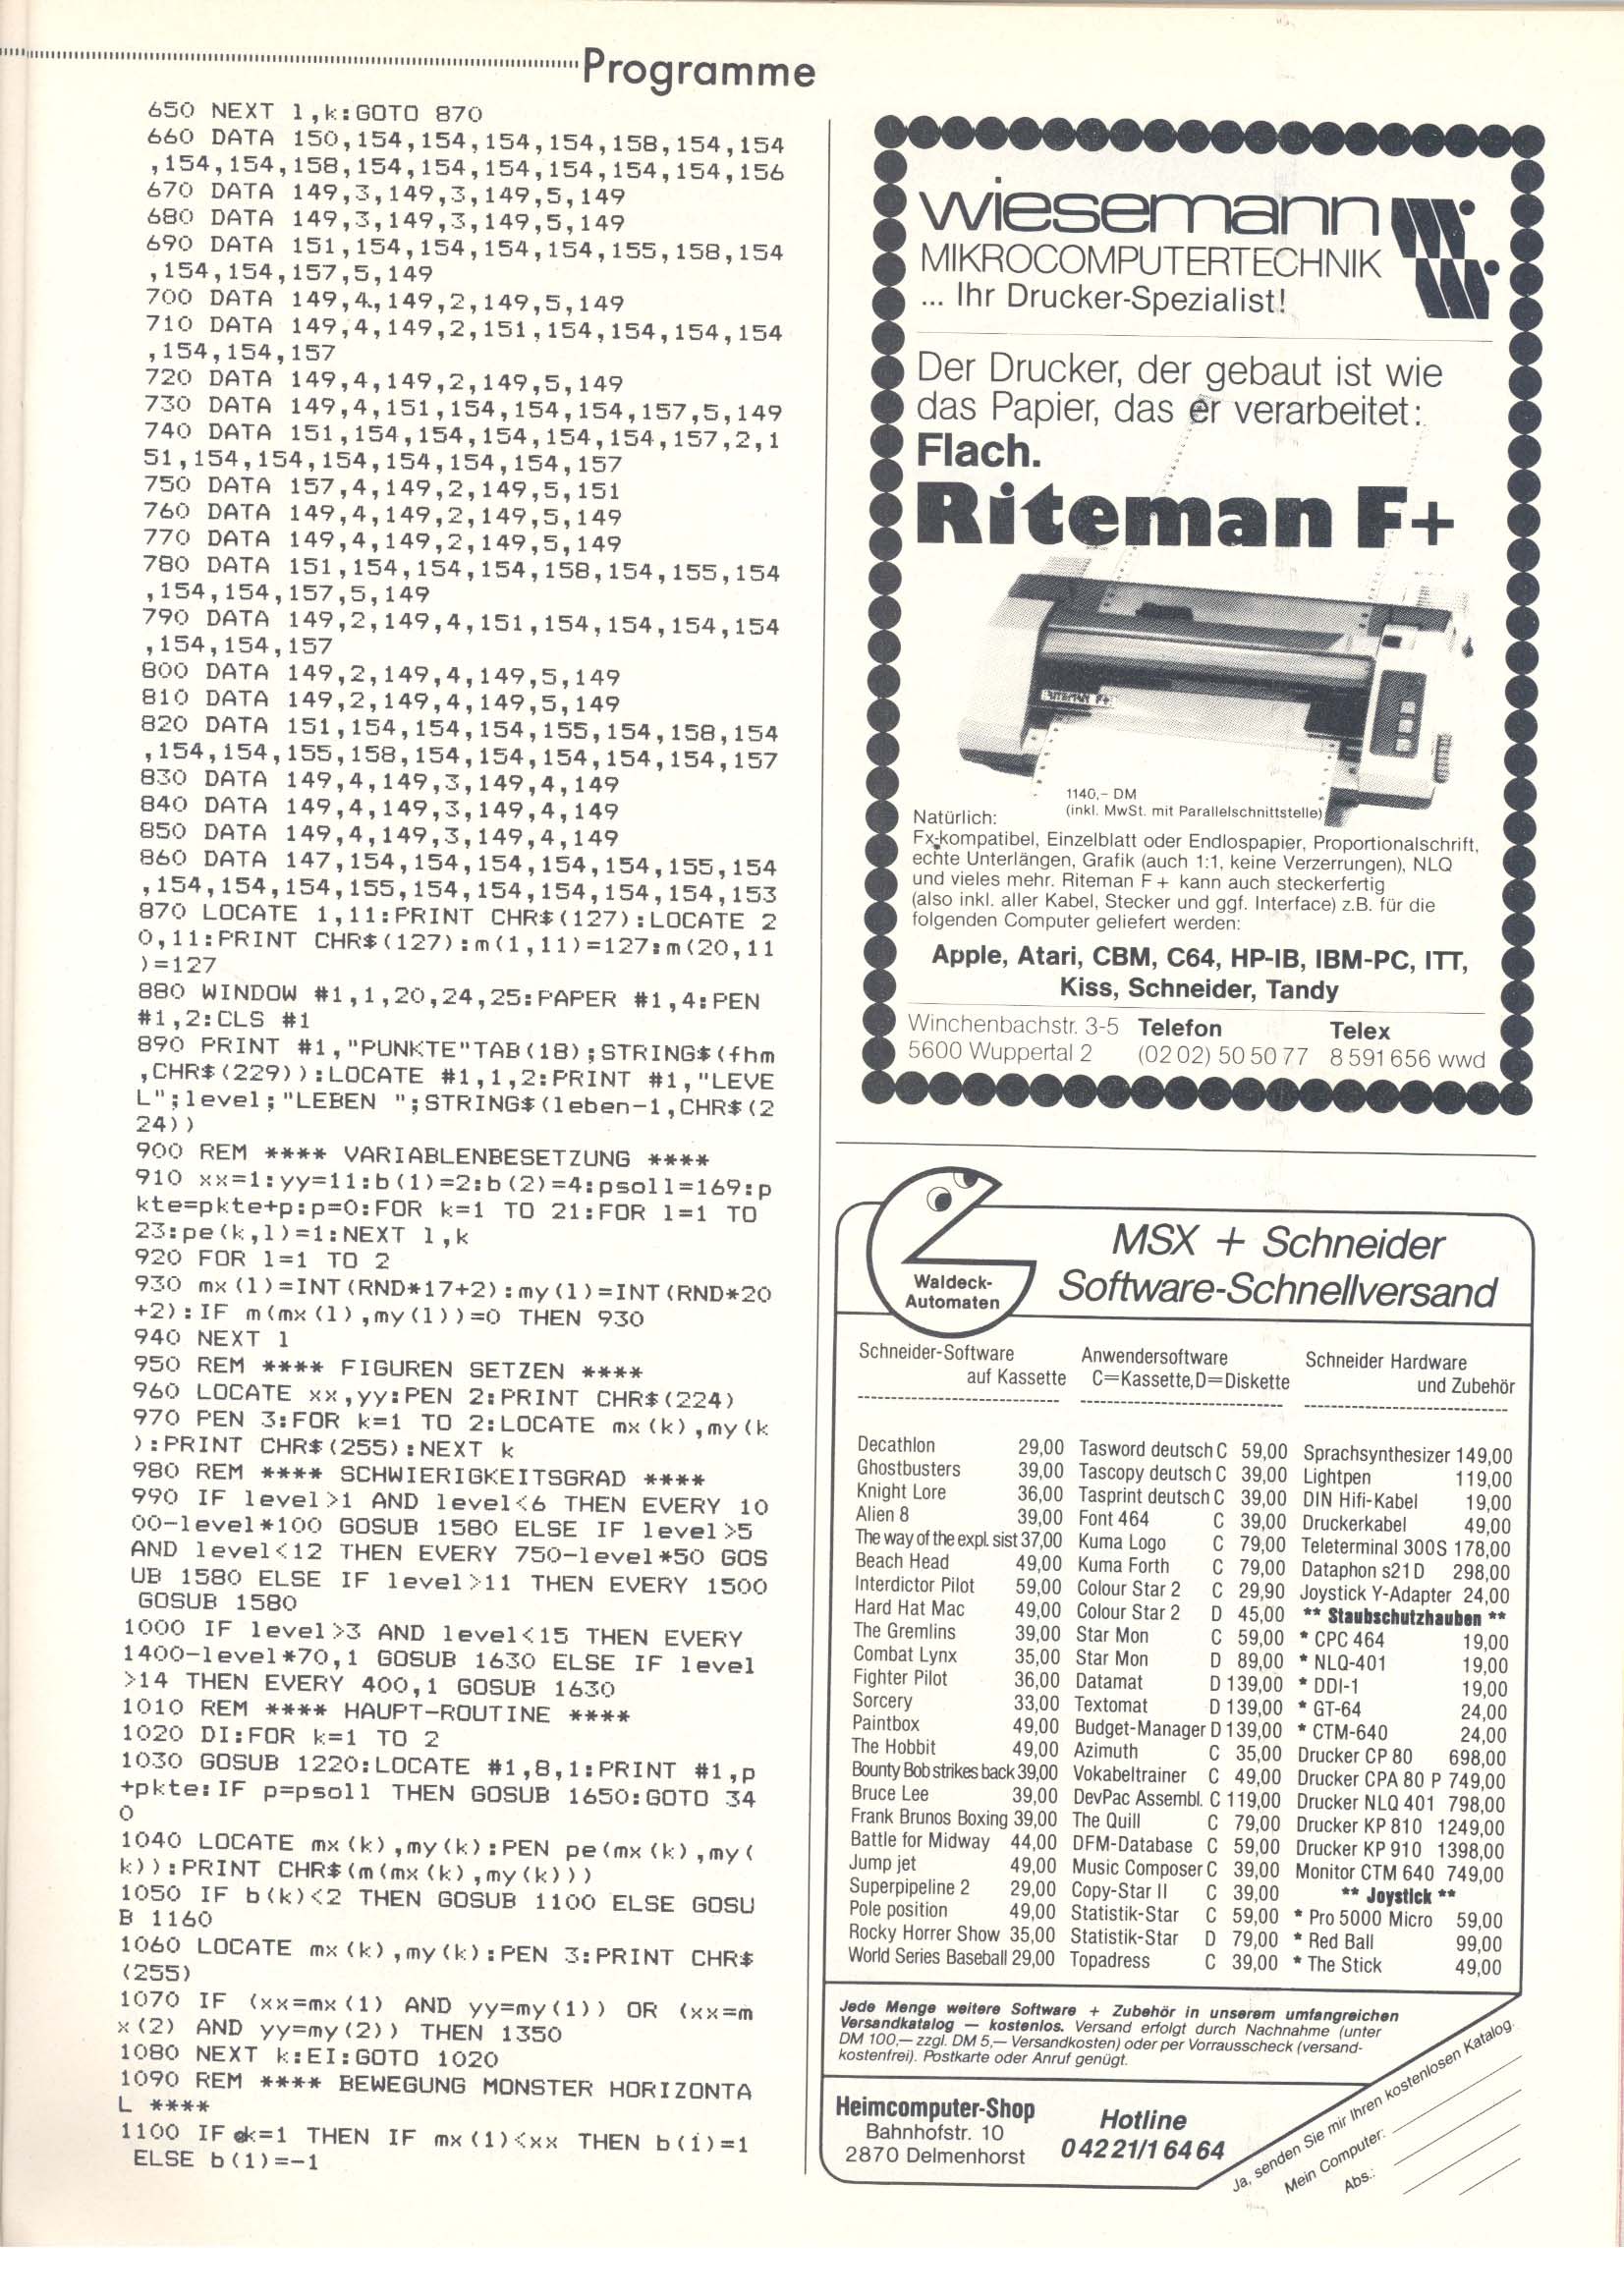 Programme
650 NEXT l,k:GOTO 870
660 DATA 150,154,154,154,154,158,154,154
,154,154,158,154,154,154,154,154,154,156
670 DATA 149,3,149,3,149,5,149
680 DATA 149,3,149,3,149,5,149
690 DATA 151,154,154,154,154,155,158,154
,154,154,157,5,149
700 DATA 149,4,149,2,149,5,149
710 DATA 149,4,149,2,151,154,154,154,154
,154,154,157
720 DATA 149,4,149,2,149,5,149
730 DATA 149,4,151,154,154,154,157,5,149
740 DATA 151,154,154,154,154,154,157,2,1
51,154,154,154,154,154,154,157
750 DATA 157,4,149,2,149,5,151
760 DATA 149,4,149,2,149,5,149
770 DATA 149,4,149,2,149,5,149
780 DATA 151,154,154,154,158,154,155,154
,154,154,157,5,149
790 DATA 149,2,149,4,151,154,154,154,154
,154,154,157
800 DATA 149,2,149,4,149,5,149
810 DATA 149,2,149,4,149,5,149
820 DATA 151,154,154,154,155,154,158,154
,154,154,155,158,154,154,154,154,154,157
830 DATA 149,4,149,3,149,4,149
840 DATA 149,4,149,3,149,4,149
850 DATA 149,4,149,3,149,4,149
860 DATA 147,154,154,154,154,154,155,154
,154,154,154,155,154,154,154,154,154,153
870 LOCATE 1,11:PRINT CHR$(127):LOCATE 2
0,11:PRINT CHR$(127):m(1,11)=127:m(20,11
)=127
880 WINDOW #1,1,20,24,25:PAPER #1,4:PEN
#1,2:CLS #1
890 PRINT #1,"PUNKTE"TAB(18);STRING$(fhm
,CHR$(229)):LOCATE #1,1,2:PRINT #1,"LEVE
L";level;"LEBEN ";STRING$(leben-1,CHR$(2
24))
900 REM **** VARIABLENBESETZUNG ****
910 xx=1:yy=11:b(1)=2:b(2)=4:psoll=169:p
kte=pkte+p:p=0:FOR k=1 TO 21:FOR l=1 TO
23:pe(k,l)=1:NEXT l,k
920 FOR l=1 TO 2
930 mx(l)=INT(RND*17+2):my(l)=INT(RND*20
+2):IF m(mx(l),my(l))=0 THEN 930
940 NEXT l
950 REM **** FIGUREN SETZEN ****
960 LOCATE xx,yy:PEN 2:PRINT CHR$(224)
970 PEN 3:FOR k=1 TO 2:LOCATE mx(k),my(k
):PRINT CHR$(255):NEXT k
980 REM **** SCHWIERIGKEITSGRAD ****
990 IF level>1 AND level<6 THEN EVERY 10
00-level*100 GOSUB 1580 ELSE IF level>5
AND level<12 THEN EVERY 750-level*50 GOS
UB 1580 ELSE IF level>11 THEN EVERY 1500
GOSUB 1580
1000 IF level>3 AND level<15 THEN EVERY
1400-level*70,1 GOSUB 1630 ELSE IF level
>14 THEN EVERY 400,1 GOSUB 1630
1010 REM **** HAUPT-ROUTINE ****
1020 DI:FOR k=1 TO 2
1030 GOSUB 1220:LOCATE #1,8,1:PRINT #1,p
+pkte:IF p=psoll THEN GOSUB 1650:GOTO 34
0
1040 LOCATE mx(k),my(k):PEN pe(mx(k),my(
k)):PRINT CHR$(m(mx(k),my(k)))
1050 IF b(k)<2 THEN GOSUB 1100 ELSE GOSU
B 1160
1060 LOCATE mx(k),my(k):PEN 3:PRINT CHR$
(255)
1070 IF (xx=mx(1) AND yy=my(1)) OR (xx=m
x(2) AND yy=my(2)) THEN 1350
1080 NEXT k:EI:GOTO 1020
1090 REM **** BEWEGUNG MONSTER HORIZONTA
L ****
1100 IF k=1 THEN IF mx(1)<xx THEN b(1)=1
ELSE b(1)=-1
wiesemann
MIKROCOMPUTERTECHNIK
... Ihr Drucker-Spezialist!
Der Drucker, der gebaut ist wie
das Papier, das er verarbeitet:
Flach.
Riteman F+
RITEMAN F+
1140,- DM
(inkl. MwSt. mit Parallelschnittstelle)
Natürlich:
Fx-kompatibel, Einzelblatt oder Endlospapier, Proportionalschrift,
echte Unterlängen, Grafik (auch 1:1, keine Verzerrungen), NLQ
und vieles mehr. Riteman F+ kann auch steckerfertig
(also inkl. aller Kabel, Stecker und ggf. Interface) z.B. für die
folgenden Computer geliefert werden:
Apple, Atari, CBM, C64, HP-IB, IBM-PC, ITT,
Kiss, Schneider, Tandy
Winchenbachstr. 3-5 Telefon Telex
5600 Wuppertal 2 (02 02) 50 50 77 8 591 656 wwd
Waldeck-
Automaten
MSX + Schneider
Software-Schnellversand
Schneider-Software
auf Kassette
Decathlon 29,00
Ghostbusters 39,00
Knight Lore 36,00
Alien 8 39,00
The way of the expl. sist 37,00
Beach Head 49,00
Interdictor Pilot 59,00
Hard Hat Mac 49,00
The Gremlins 39,00
Combat Lynx 35,00
Fighter Pilot 36,00
Sorcery 33,00
Paintbox 49,00
The Hobbit 49,00
Bounty Bob strikes back 39,00
Bruce Lee 39,00
Frank Brunos Boxing 39,00
Battle for Midway 44,00
Jump jet 49,00
Superpipeline 2 29,00
Pole position 49,00
Rocky Horrer Show 35,00
World Series Baseball 29,00
Anwendersoftware
C=Kassette, D=Diskette
Tasword deutsch C 59,00
Tascopy deutsch C 39,00
Tasprint deutsch C 39,00
Font 464 C 39,00
Kuma Logo C 79,00
Kuma Forth C 79,00
Colour Star 2 C 29,90
Colour Star 2 D 45,00
Star Mon C 59,00
Star Mon D 89,00
Datamat D 139,00
Textomat D 139,00
Budget-Manager D 139,00
Azimuth C 35,00
Vokabeltrainer C 49,00
DevPac Assembl. C 119,00
The Quill C 79,00
DFM-Database C 59,00
Music Composer C 39,00
Copy-Star II C 39,00
Statistik-Star C 59,00
Statistik-Star D 79,00
Topadress C 39,00
Schneider Hardware
und Zubehör
Sprachsynthesizer 149,00
Lightpen 119,00
DIN Hifi-Kabel 19,00
Druckerkabel 49,00
Teleterminal 300S 178,00
Dataphon s21D 298,00
Joystick Y-Adapter 24,00
** Staubschutzhauben **
* CPC 464 19,00
* NLQ-401 19,00
* DDI-1 19,00
* GT-64 24,00
* CTM-640 24,00
Drucker CP 80 698,00
Drucker CPA 80 P 749,00
Drucker NLQ 401 798,00
Drucker KP 810 1249,00
Drucker KP 910 1398,00
Monitor CTM 640 749,00
** Joystick **
* Pro 5000 Micro 59,00
* Red Ball 99,00
* The Stick 49,00
Jede Menge weitere Software + Zubehör in unserem umfangreichen
Versandkatalog — kostenlos. Versand erfolgt durch Nachnahme (unter
DM 100,— zzgl. DM 5,— Versandkosten) oder per Vorrausscheck (versand-
kostenfrei). Postkarte oder Anruf genügt.
Heimcomputer-Shop
Bahnhofstr. 10
2870 Delmenhorst
Hotline
04221/16464
Ja, senden Sie mir Ihren kostenlosen Katalog.
Mein Computer:
Abs.: